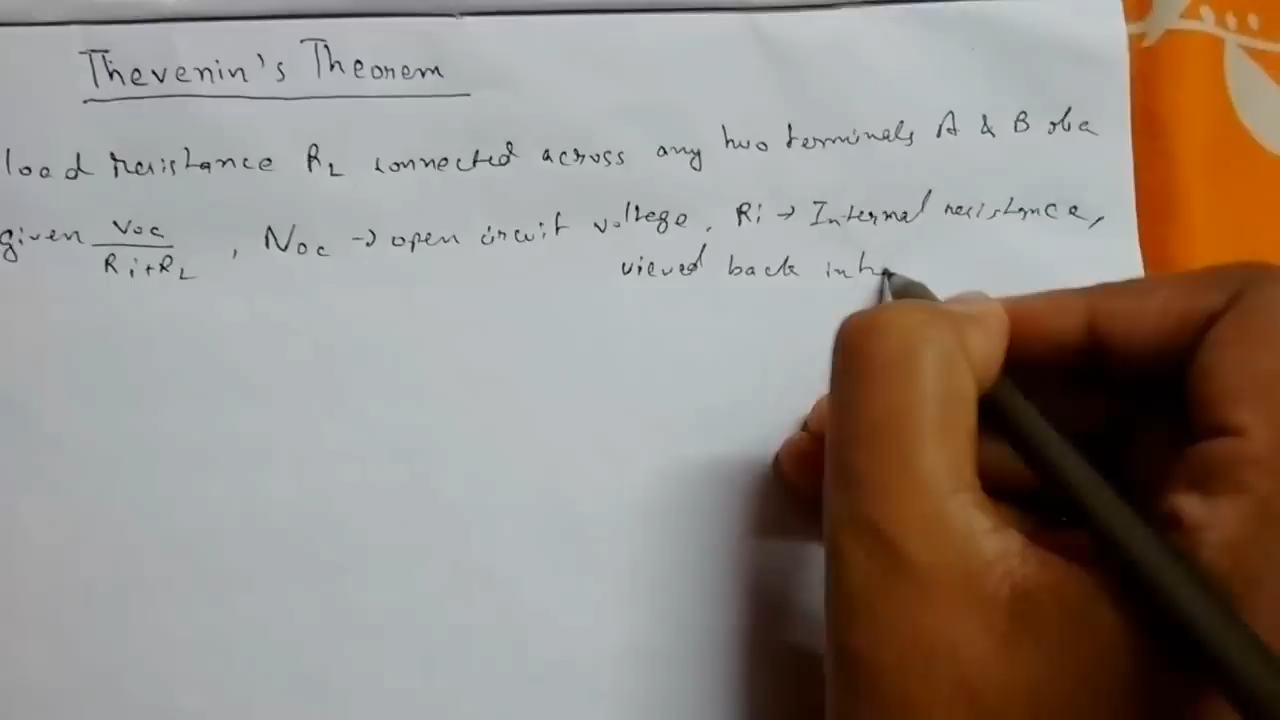 Thevenin's Theorem
load resistance RL connected across any two terminals A & B of a
given Voc / Ri+RL , Voc → open circuit voltage. Ri → Internal resistance,
viewed back into